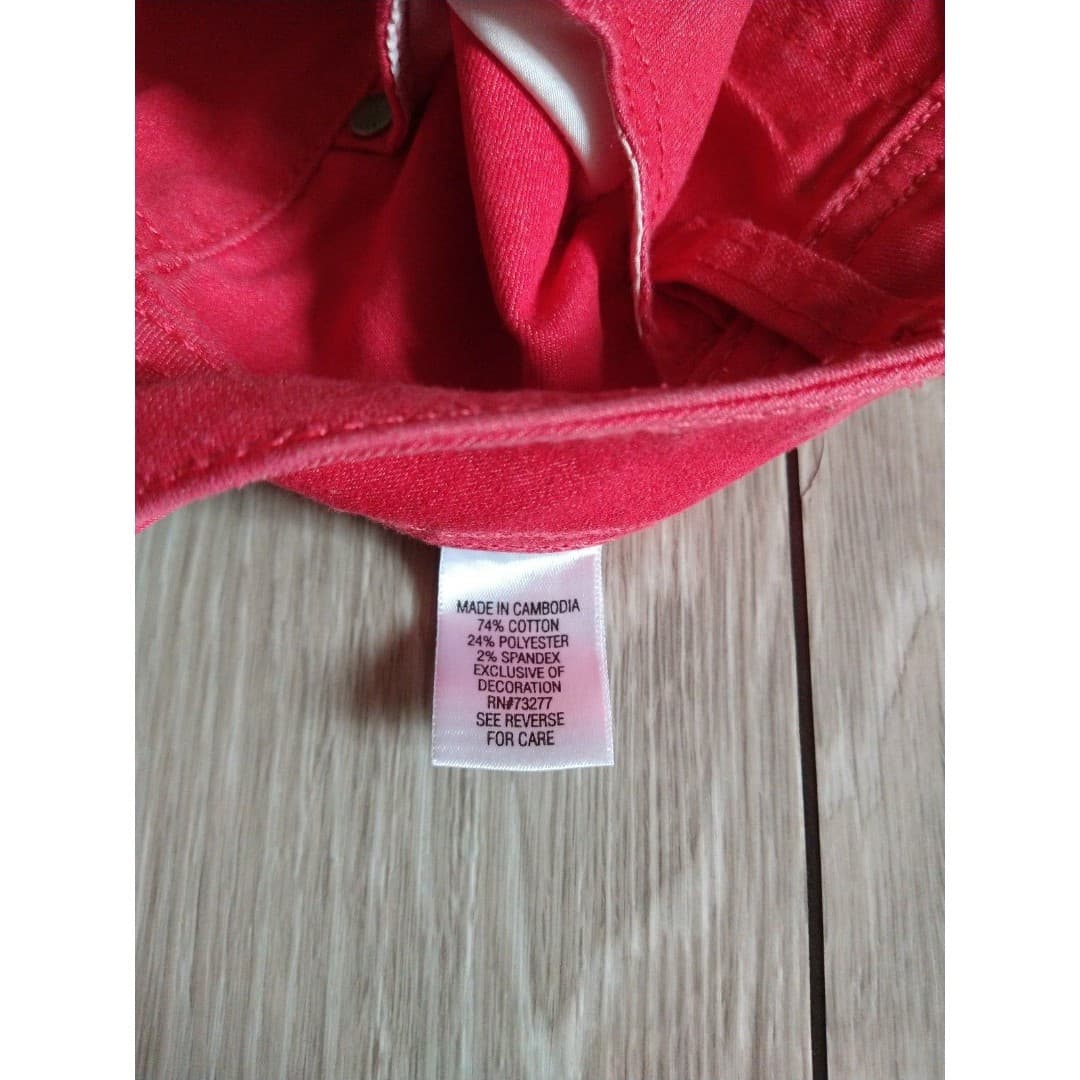 MADE IN CAMBODIA
74% COTTON
24% POLYESTER
2% SPANDEX
EXCLUSIVE OF
DECORATION
RN#73277
SEE REVERSE
FOR CARE